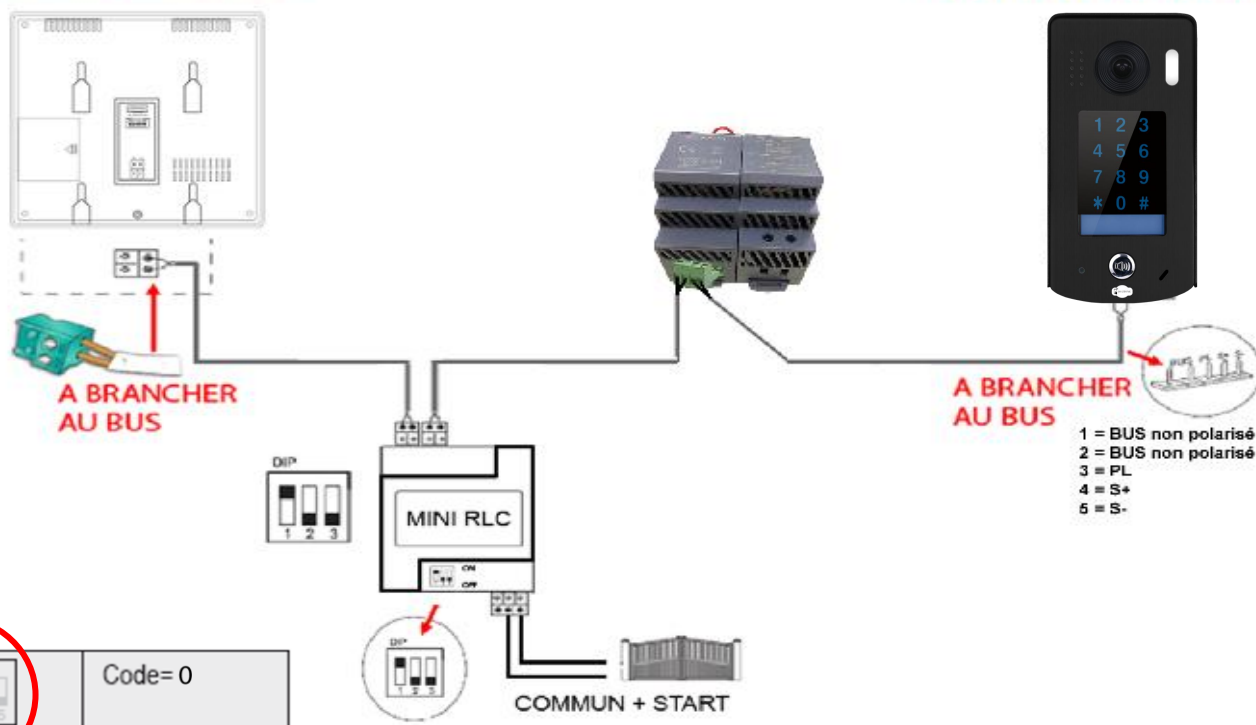 1 2 3
4 5 6
7 8 9
* 0 #
A BRANCHER
AU BUS
A BRANCHER
AU BUS
1 = BUS non polarisé
2 = BUS non polarisé
3 = PL
4 = S+
5 = S-
DIP
1 2 3
MINI RLC
ON
OFF
DIP
1 2 3
COMMUN + START
Code= 0